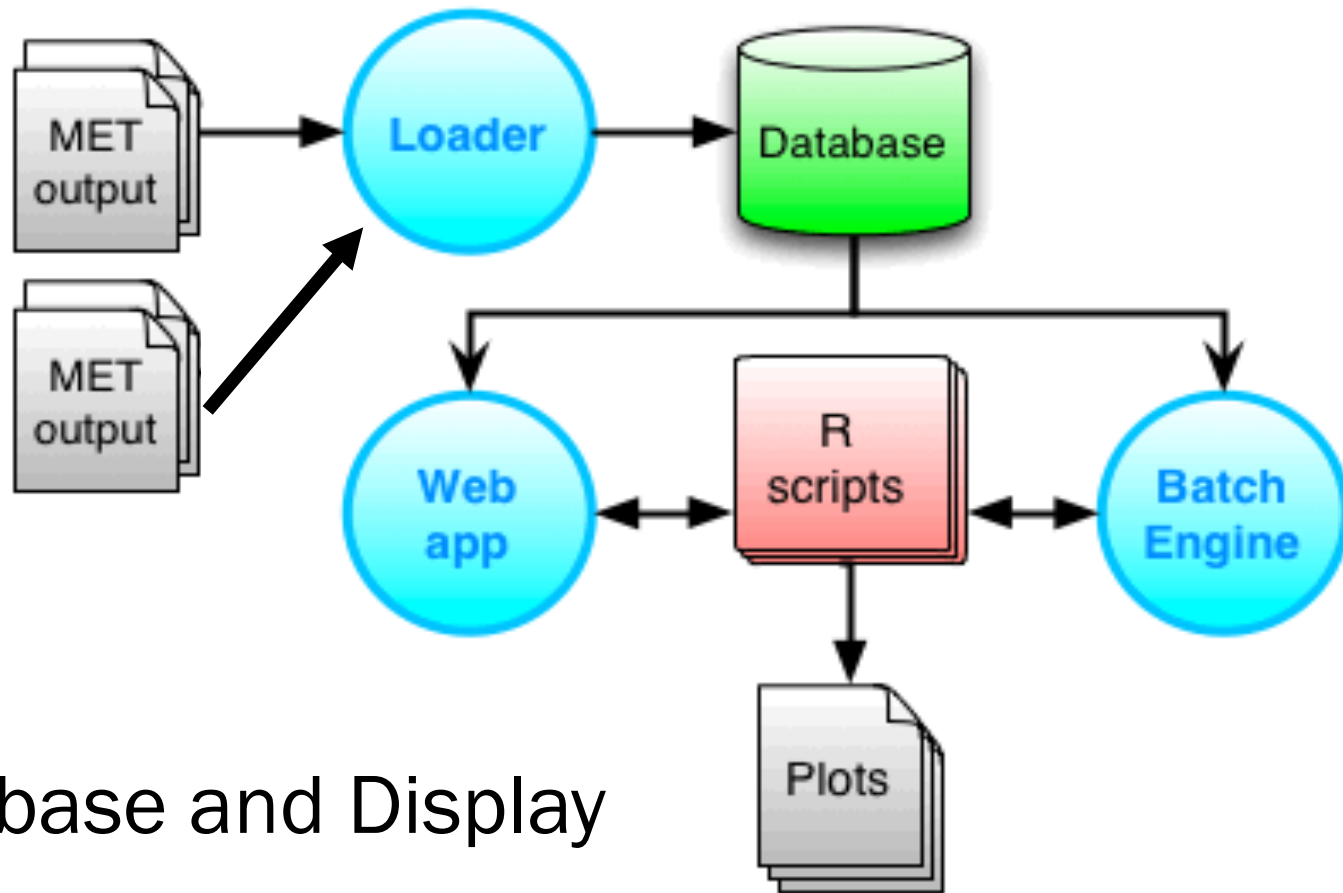 MET
output
Loader
Database
MET
output
Web
app
R
scripts
Batch
Engine
Plots
base and Display